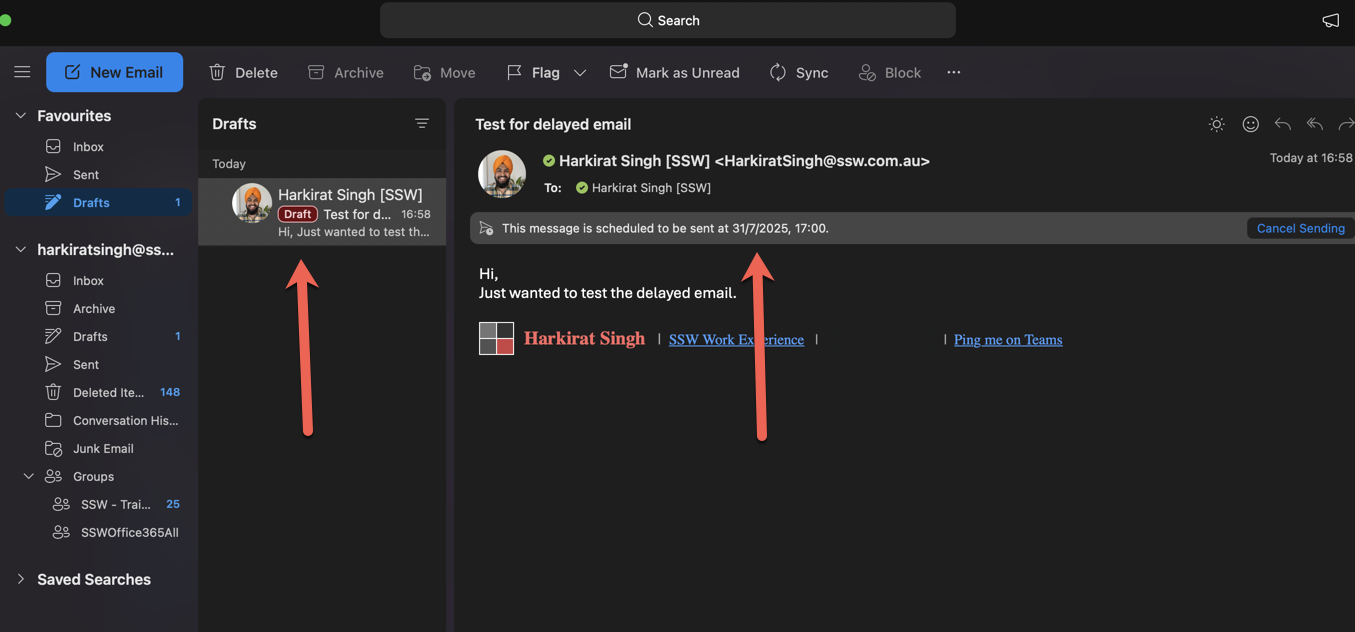 Search
New Email
Delete
Archive
Move
Flag
Mark as Unread
Sync
Block
Favourites
Inbox
Sent
Drafts 1
harkiratsingh@ss...
Inbox
Archive
Drafts 1
Sent
Deleted Ite... 148
Conversation His...
Junk Email
Groups
SSW - Trai... 25
SSWOffice365All
Saved Searches
Drafts
Today
Harkirat Singh [SSW]
Draft Test for d... 16:58
Hi, Just wanted to test th...
Test for delayed email
Harkirat Singh [SSW] <HarkiratSingh@ssw.com.au>
Today at 16:58
To: Harkirat Singh [SSW]
This message is scheduled to be sent at 31/7/2025, 17:00.
Cancel Sending
Hi,
Just wanted to test the delayed email.
Harkirat Singh | SSW Work Experience | | Ping me on Teams